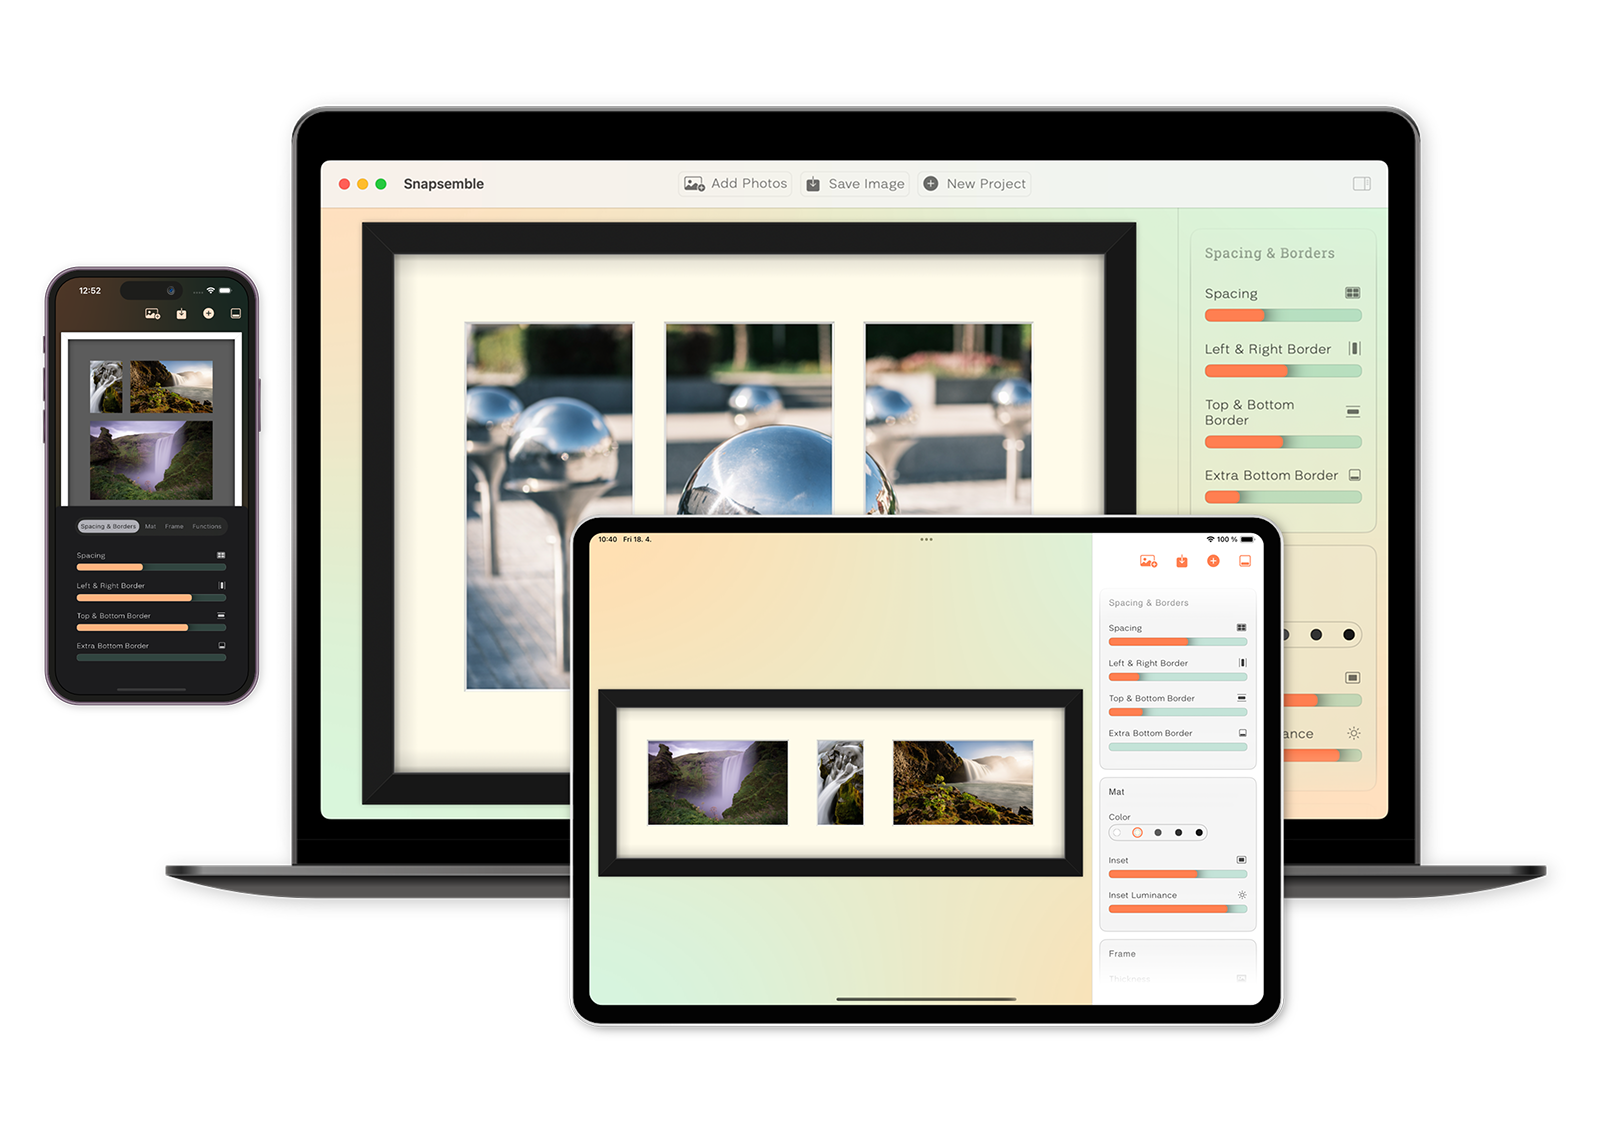 Snapsemble
Add Photos
Save Image
New Project
Spacing & Borders
Spacing
Left & Right Border
Top & Bottom
Border
Extra Bottom Border
ance
12:52
Spacing & Borders
Mat
Frame
Functions
Spacing
Left & Right Border
Top & Bottom Border
Extra Bottom Border
10:40 Fri 18. 4.
100 %
Spacing & Borders
Spacing
Left & Right Border
Top & Bottom Border
Extra Bottom Border
Mat
Color
Inset
Inset Luminance
Frame
Thickness